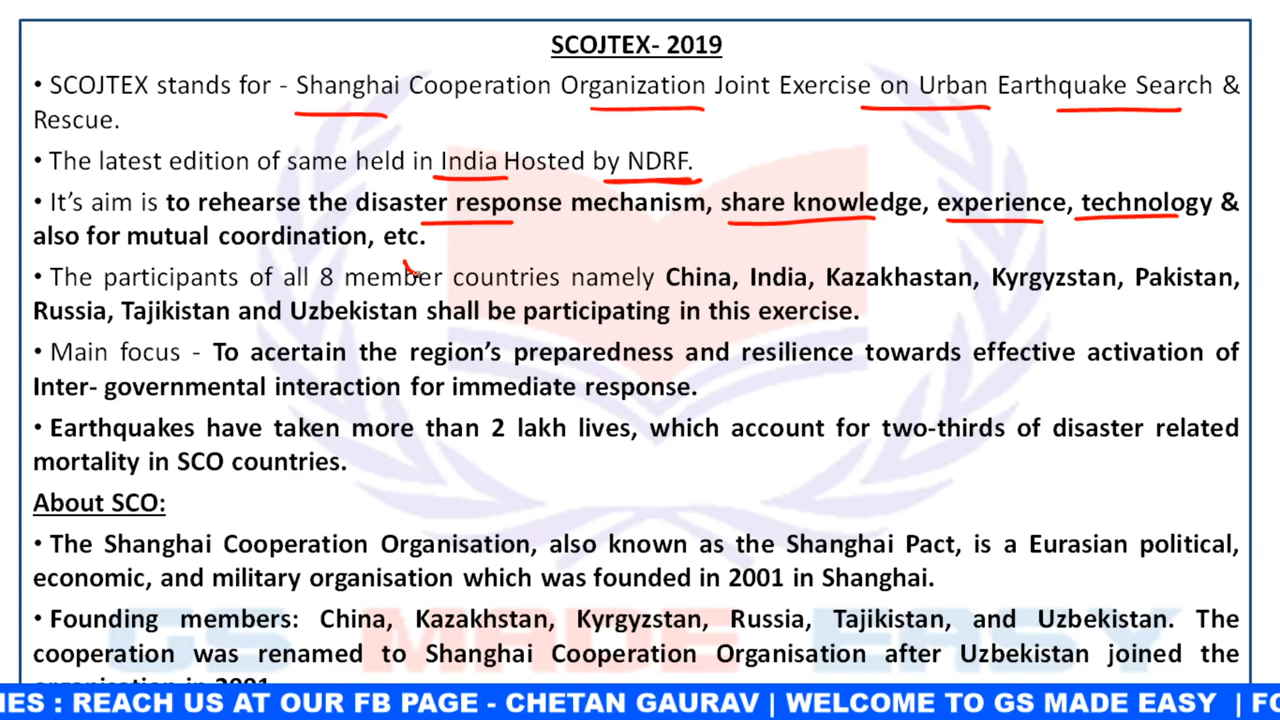 SCOJTEX- 2019
• SCOJTEX stands for - Shanghai Cooperation Organization Joint Exercise on Urban Earthquake Search &
Rescue.
• The latest edition of same held in India Hosted by NDRF.
• It's aim is to rehearse the disaster response mechanism, share knowledge, experience, technology &
also for mutual coordination, etc.
• The participants of all 8 member countries namely China, India, Kazakhastan, Kyrgyzstan, Pakistan,
Russia, Tajikistan and Uzbekistan shall be participating in this exercise.
• Main focus - To acertain the region's preparedness and resilience towards effective activation of
Inter- governmental interaction for immediate response.
• Earthquakes have taken more than 2 lakh lives, which account for two-thirds of disaster related
mortality in SCO countries.
About SCO:
• The Shanghai Cooperation Organisation, also known as the Shanghai Pact, is a Eurasian political,
economic, and military organisation which was founded in 2001 in Shanghai.
• Founding members: China, Kazakhstan, Kyrgyzstan, Russia, Tajikistan, and Uzbekistan. The
cooperation was renamed to Shanghai Cooperation Organisation after Uzbekistan joined the
organisation in 2001
GS MADE EASY
: REACH US AT OUR FB PAGE - CHETAN GAURAV | WELCOME TO GS MADE EASY |